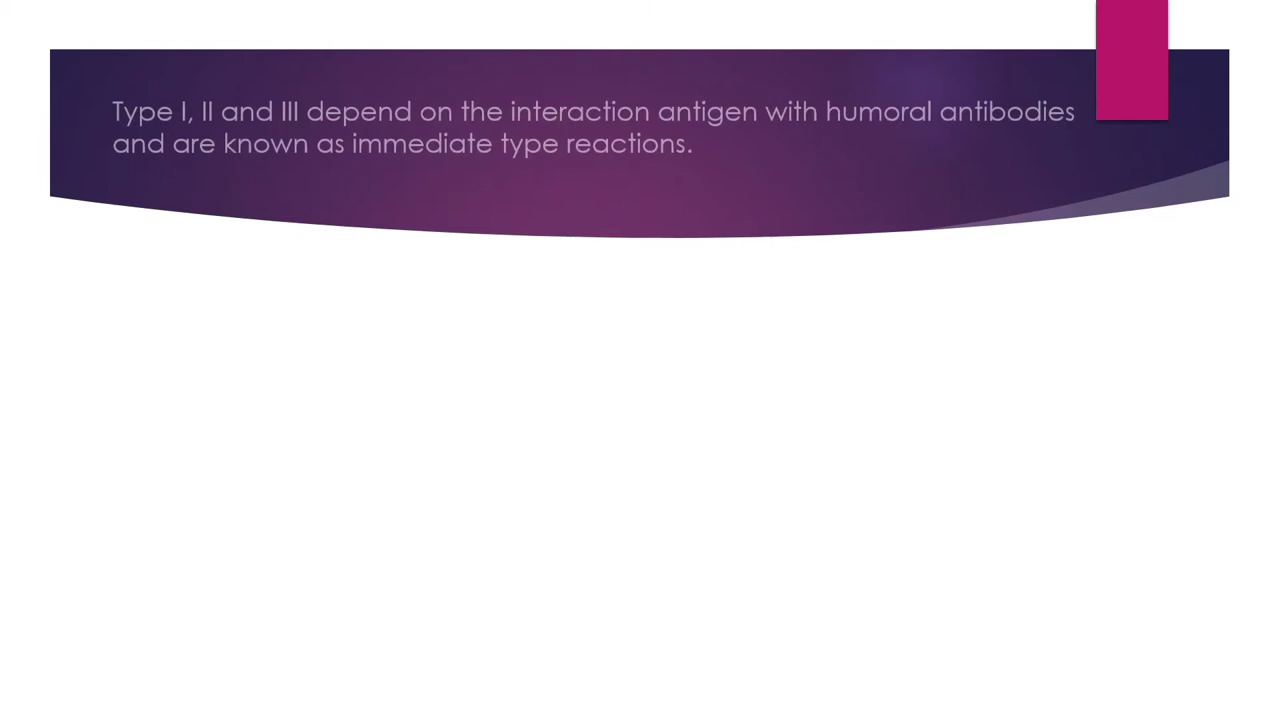 Type I, II and III depend on the interaction antigen with humoral antibodies
and are known as immediate type reactions.